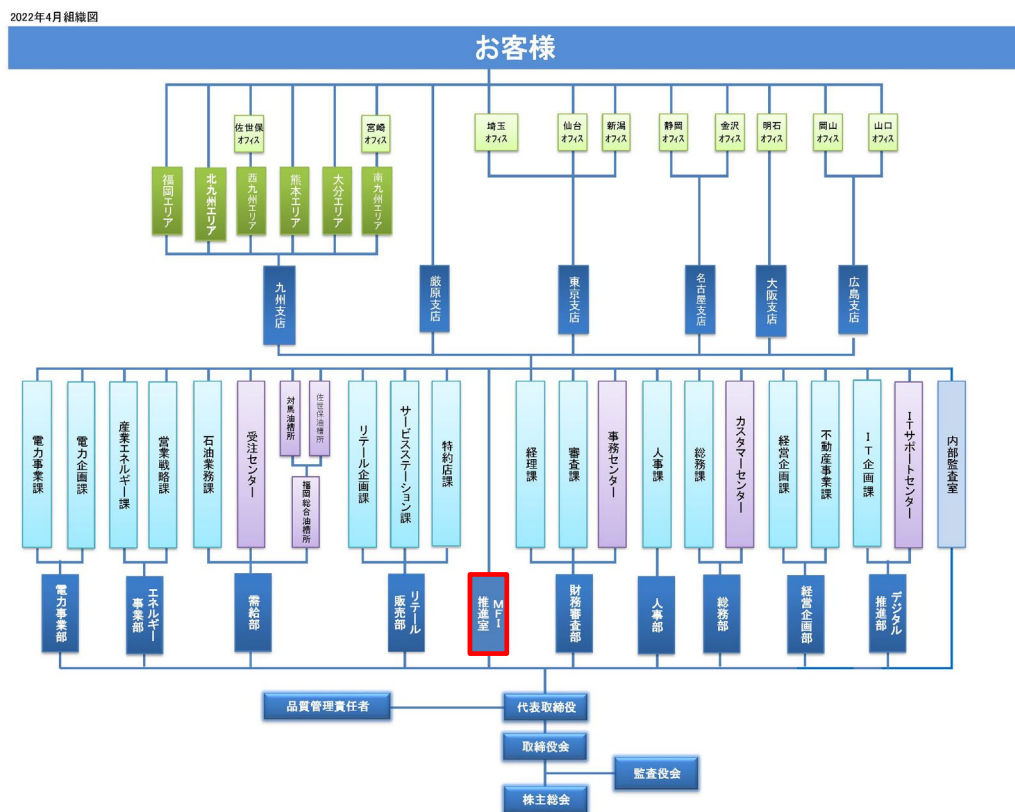 2022年4月組織図
お客様
佐世保
オフィス
宮崎
オフィス
埼玉
オフィス
仙台
オフィス
新潟
オフィス
静岡
オフィス
金沢
オフィス
明石
オフィス
岡山
オフィス
山口
オフィス
福岡エリア
北九州エリア
西九州エリア
熊本エリア
大分エリア
南九州エリア
九州支店
厳原支店
東京支店
名古屋支店
大阪支店
広島支店
電力事業課
電力企画課
産業エネルギー課
営業戦略課
石油業務課
受注センター
対馬油槽所
佐世保油槽所
福岡総合油槽所
リテール企画課
サービスステーション課
特約店課
経理課
審査課
事務センター
人事課
総務課
カスタマーセンター
経営企画課
不動産事業課
IT企画課
ITサポートセンター
内部監査室
電力事業部
エネルギー
事業部
需給部
リテール
販売部
MFI
推進室
財務審査部
人事部
総務部
経営企画部
デジタル
推進部
品質管理責任者
代表取締役
取締役会
監査役会
株主総会